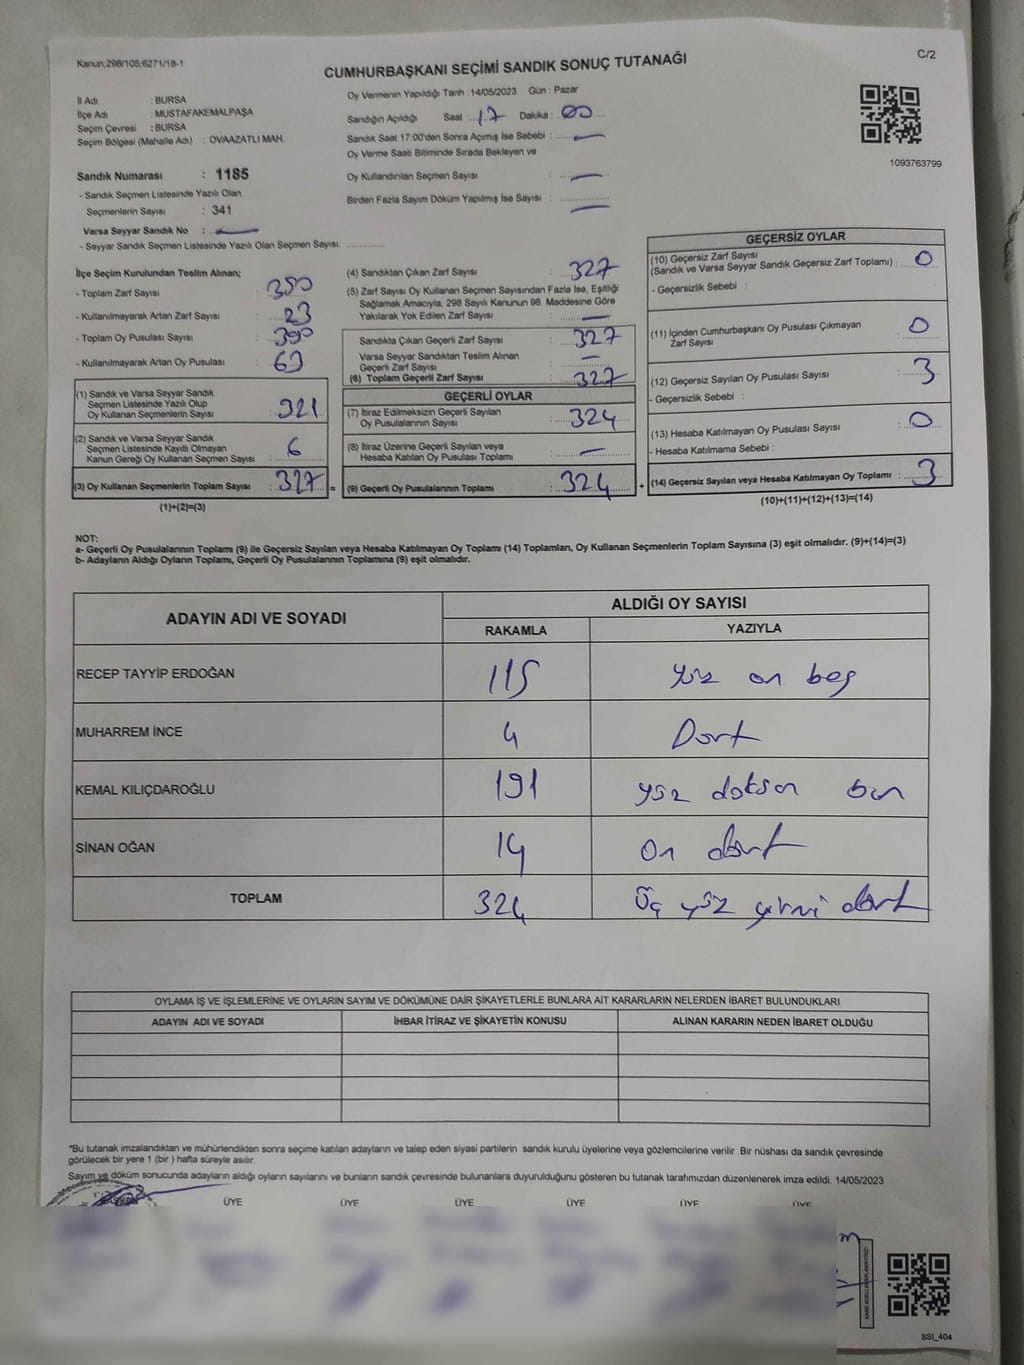 Kanun;298/105;6271/18-1
C/2
CUMHURBAŞKANI SEÇİMİ SANDIK SONUÇ TUTANAĞI
İl Adı : BURSA
İlçe Adı : MUSTAFAKEMALPAŞA
Seçim Çevresi : BURSA
Seçim Bölgesi (Mahalle Adı) : OVAAZATLI MAH.
Sandık Numarası : 1185
- Sandık Seçmen Listesinde Yazılı Olan
Seçmenlerin Sayısı : 341
Varsa Seyyar Sandık No : —
- Seyyar Sandık Seçmen Listesinde Yazılı Olan Seçmen Sayısı: ............
Oy Vermenin Yapıldığı Tarih : 14/05/2023 Gün : Pazar
Sandığın Açıldığı Saat : 17 Dakika : 00
Sandık Saat 17:00'den Sonra Açılmış İse Sebebi : —
Oy Verme Saati Bitiminde Sırada Bekleyen ve
Oy Kullandırılan Seçmen Sayısı : —
Birden Fazla Sayım Döküm Yapılmış İse Sayısı : —
1093763799
İlçe Seçim Kurulundan Teslim Alınan;
- Toplam Zarf Sayısı : 350
- Kullanılmayarak Artan Zarf Sayısı : 23
- Toplam Oy Pusulası Sayısı : 390
- Kullanılmayarak Artan Oy Pusulası : 63
(1) Sandık ve Varsa Seyyar Sandık
Seçmen Listesinde Yazılı Olup
Oy Kullanan Seçmenlerin Sayısı : 321
(2) Sandık ve Varsa Seyyar Sandık
Seçmen Listesinde Kayıtlı Olmayan
Kanun Gereği Oy Kullanan Seçmen Sayısı : 6
(3) Oy Kullanan Seçmenlerin Toplam Sayısı : 327
(1)+(2)=(3)
(4) Sandıktan Çıkan Zarf Sayısı : 327
(5) Zarf Sayısı Oy Kullanan Seçmen Sayısından Fazla İse, Eşitliği
Sağlamak Amacıyla, 298 Sayılı Kanunun 98. Maddesine Göre
Yakılarak Yok Edilen Zarf Sayısı : —
Sandıkta Çıkan Geçerli Zarf Sayısı : 327
Varsa Seyyar Sandıktan Teslim Alınan
Geçerli Zarf Sayısı : —
(6) Toplam Geçerli Zarf Sayısı : 327
GEÇERLİ OYLAR
(7) İtiraz Edilmeksizin Geçerli Sayılan
Oy Pusulalarının Sayısı : 324
(8) İtiraz Üzerine Geçerli Sayılan veya
Hesaba Katılan Oy Pusulası Toplamı : —
= (9) Geçerli Oy Pusulalarının Toplamı : 324 +
GEÇERSİZ OYLAR
(10) Geçersiz Zarf Sayısı
(Sandık ve Varsa Seyyar Sandık Geçersiz Zarf Toplamı) : 0
- Geçersizlik Sebebi :
(11) İçinden Cumhurbaşkanı Oy Pusulası Çıkmayan
Zarf Sayısı : 0
(12) Geçersiz Sayılan Oy Pusulası Sayısı : 3
- Geçersizlik Sebebi :
(13) Hesaba Katılmayan Oy Pusulası Sayısı : 0
- Hesaba Katılmama Sebebi :
(14) Geçersiz Sayılan veya Hesaba Katılmayan Oy Toplamı : 3
(10)+(11)+(12)+(13)=(14)
NOT:
a- Geçerli Oy Pusulalarının Toplamı (9) ile Geçersiz Sayılan veya Hesaba Katılmayan Oy Toplamı (14) Toplamları, Oy Kullanan Seçmenlerin Toplam Sayısına (3) eşit olmalıdır. (9)+(14)=(3)
b- Adayların Aldığı Oyların Toplamı, Geçerli Oy Pusulalarının Toplamına (9) eşit olmalıdır.
ADAYIN ADI VE SOYADI ALDIĞI OY SAYISI
RAKAMLA YAZIYLA
RECEP TAYYİP ERDOĞAN 115 yüz on beş
MUHARREM İNCE 4 Dört
KEMAL KILIÇDAROĞLU 191 yüz doksan bir
SİNAN OĞAN 14 on dört
TOPLAM 324 Üç yüz yirmi dört
OYLAMA İŞ VE İŞLEMLERİNE VE OYLARIN SAYIM VE DÖKÜMÜNE DAİR ŞİKAYETLERLE BUNLARA AİT KARARLARIN NELERDEN İBARET BULUNDUKLARI
ADAYIN ADI VE SOYADI İHBAR İTİRAZ VE ŞİKAYETİN KONUSU ALINAN KARARIN NEDEN İBARET OLDUĞU
*Bu tutanak imzalandıktan ve mühürlendikten sonra seçime katılan adayların ve talep eden siyasi partilerin sandık kurulu üyelerine veya gözlemcilerine verilir. Bir nüshası da sandık çevresinde
görülecek bir yere 1 (bir ) hafta süreyle asılır.
Sayım ve döküm sonucunda adayların aldığı oyların sayılarını ve bunların sandık çevresinde bulunanlara duyurulduğunu gösteren bu tutanak tarafımızdan düzenlenerek imza edildi. 14/05/2023
BAŞKAN ÜYE ÜYE ÜYE ÜYE ÜYE ÜYE
SSI_404